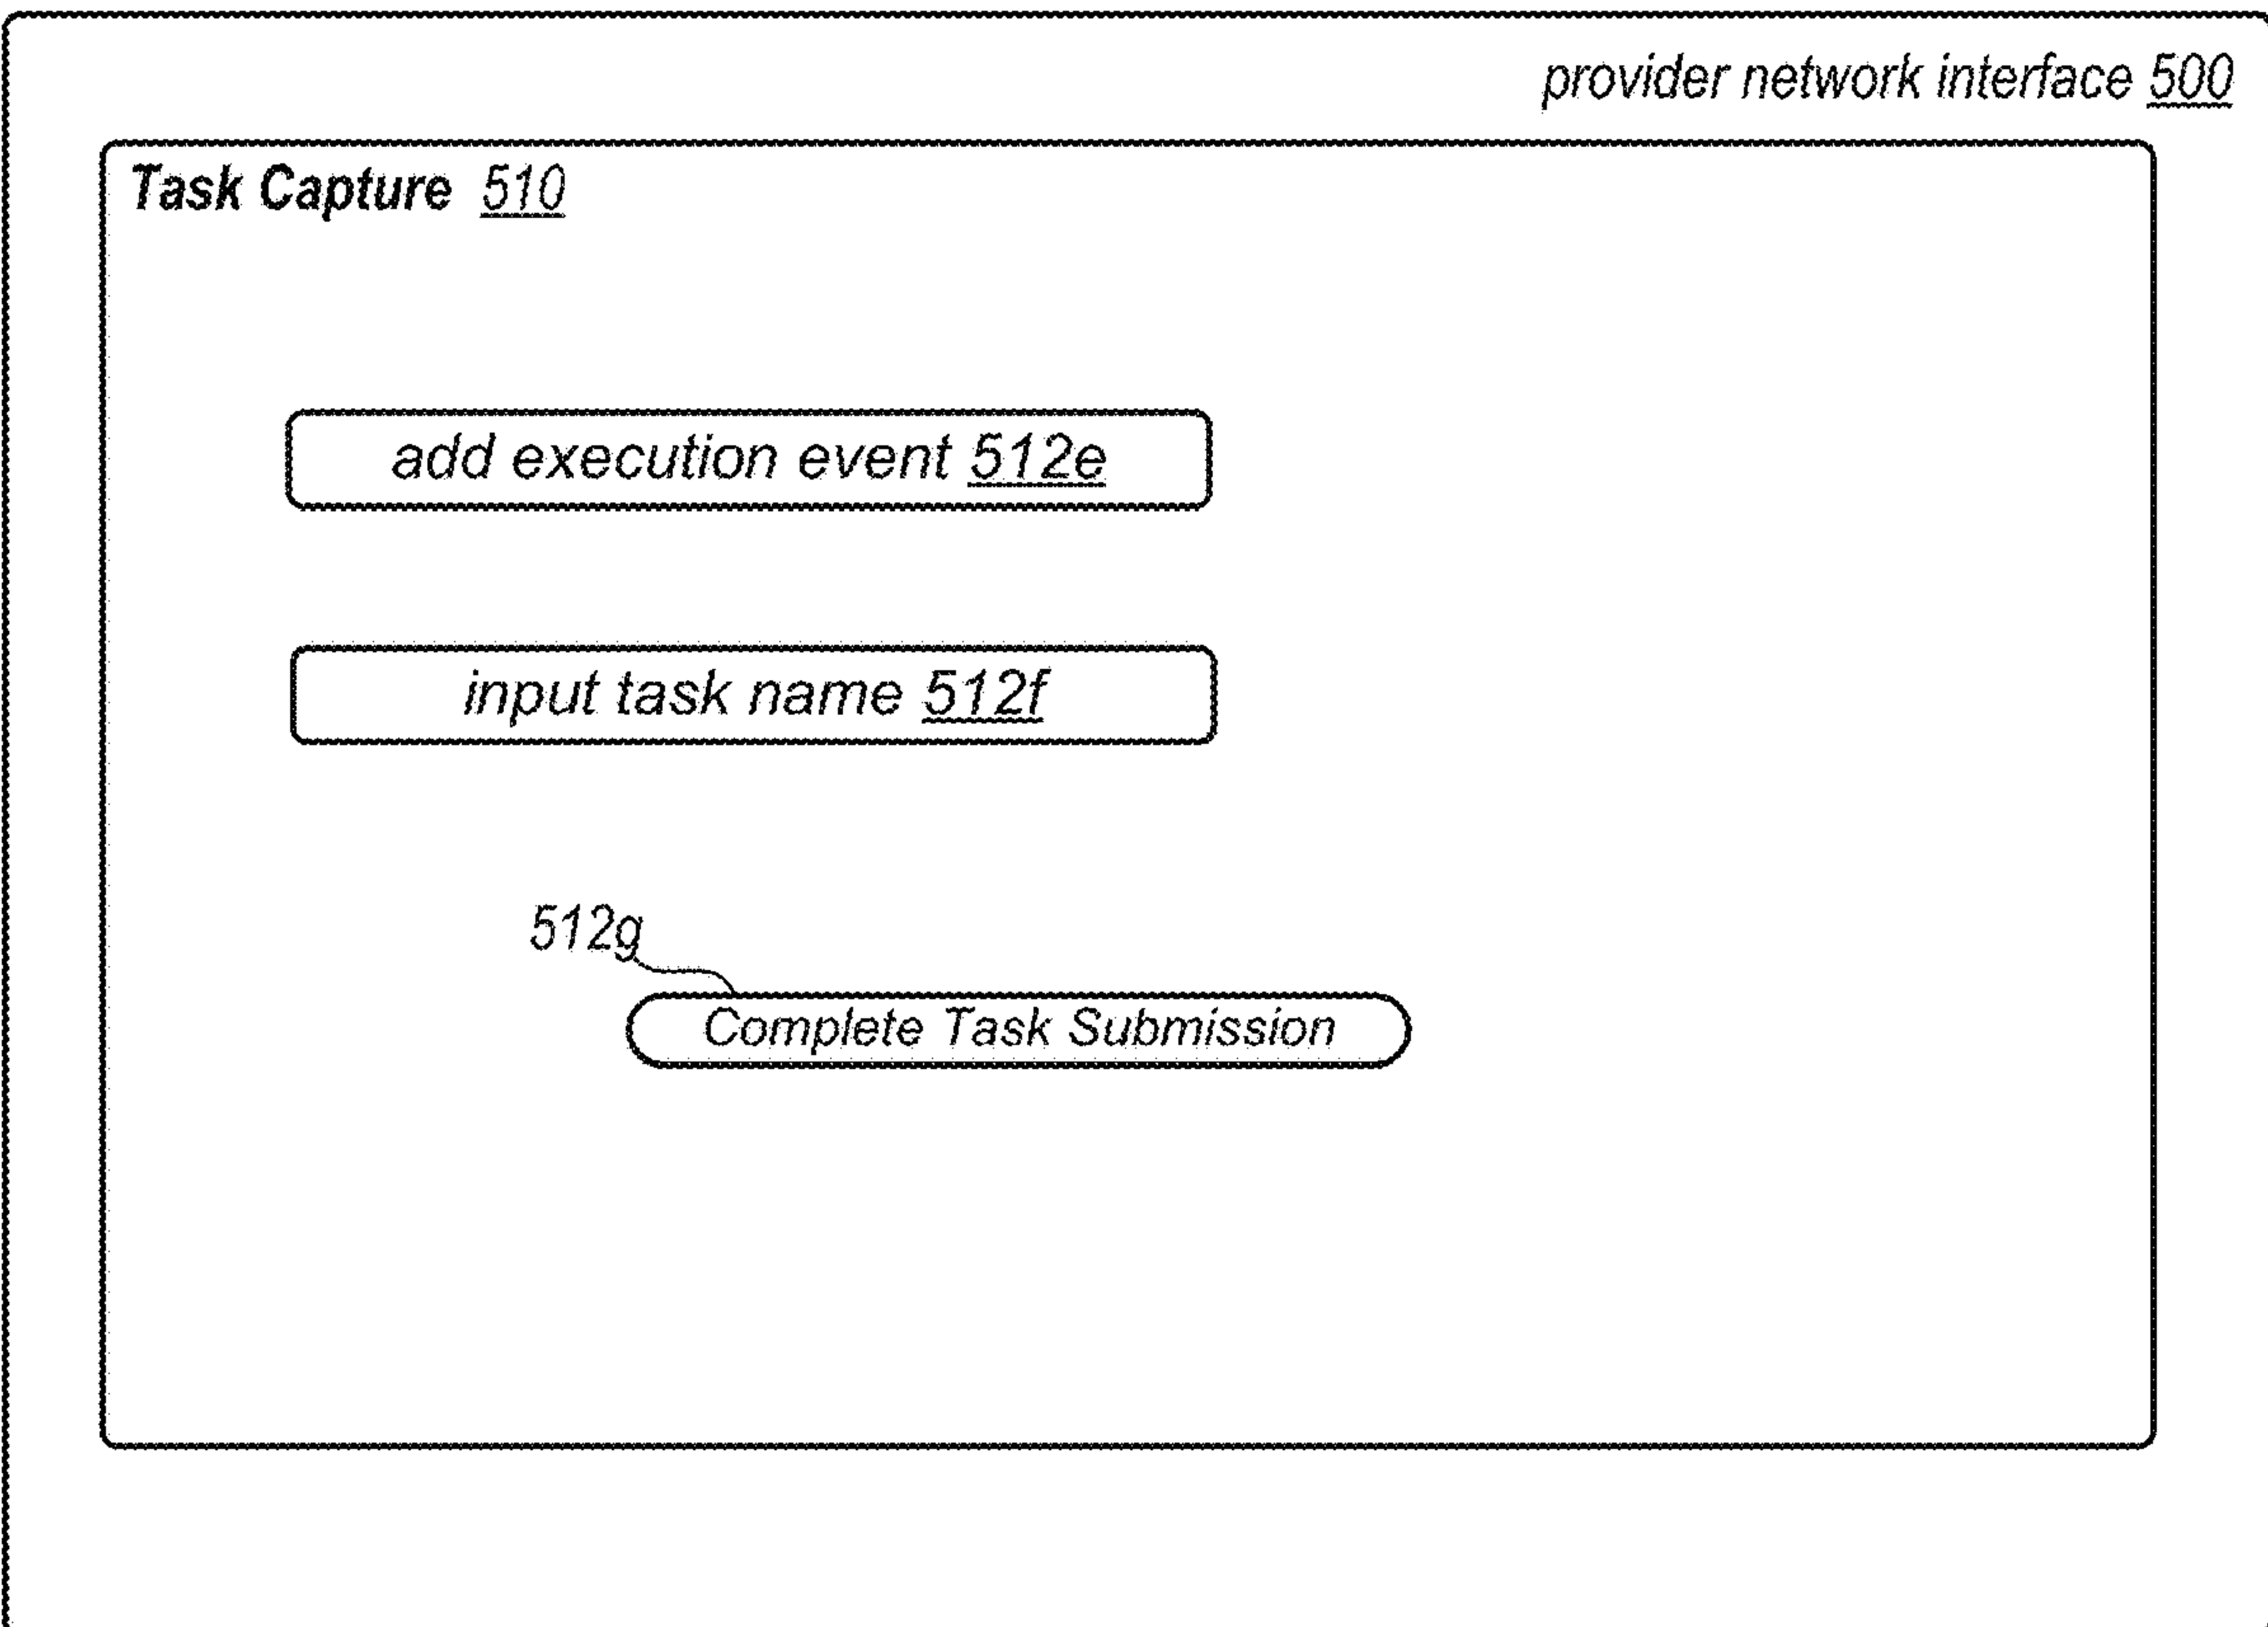 provider network interface 500
Task Capture 510
add execution event 512e
input task name 512f
512g
Complete Task Submission